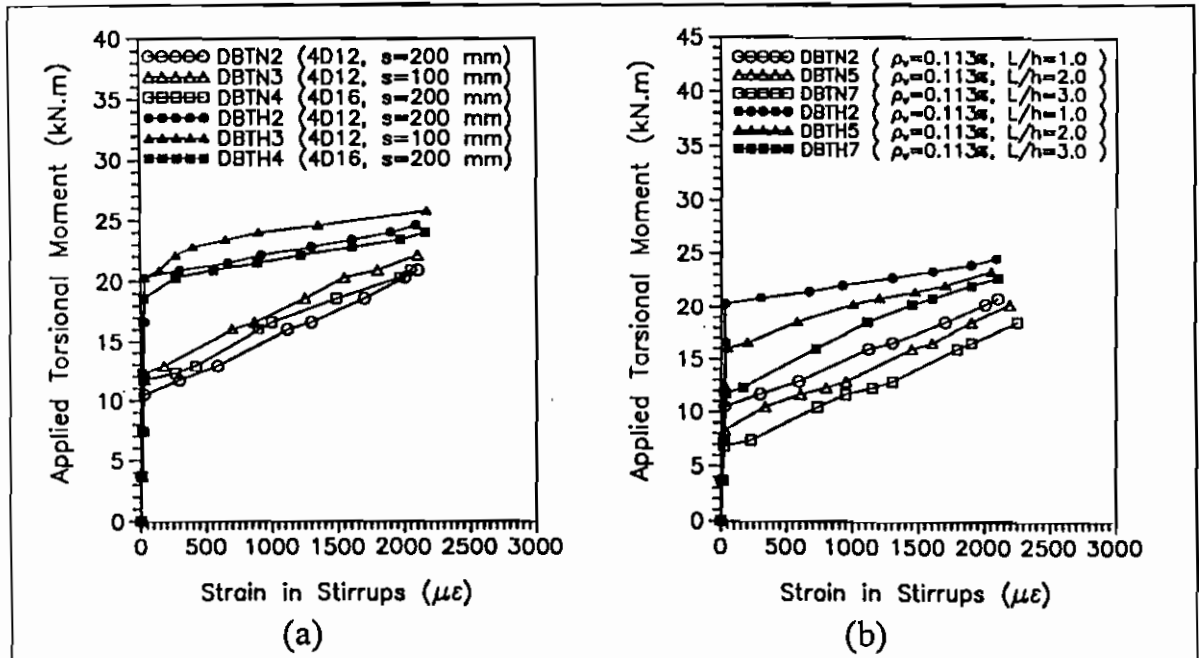 40
35
30
25
20
15
10
5
0
Applied Torsional Moment (kN.m)
DBTN2 (4D12, s=200 mm)
DBTN3 (4D12, s=100 mm)
DBTN4 (4D16, s=200 mm)
DBTH2 (4D12, s=200 mm)
DBTH3 (4D12, s=100 mm)
DBTH4 (4D16, s=200 mm)
0 500 1000 1500 2000 2500 3000
Strain in Stirrups (με)
(a)
45
40
35
30
25
20
15
10
5
0
Applied Torsional Moment (kN.m)
DBTN2 ( ρv=0.113%, L/h=1.0 )
DBTN5 ( ρv=0.113%, L/h=2.0 )
DBTN7 ( ρv=0.113%, L/h=3.0 )
DBTH2 ( ρv=0.113%, L/h=1.0 )
DBTH5 ( ρv=0.113%, L/h=2.0 )
DBTH7 ( ρv=0.113%, L/h=3.0 )
0 500 1000 1500 2000 2500 3000
Strain in Stirrups (με)
(b)